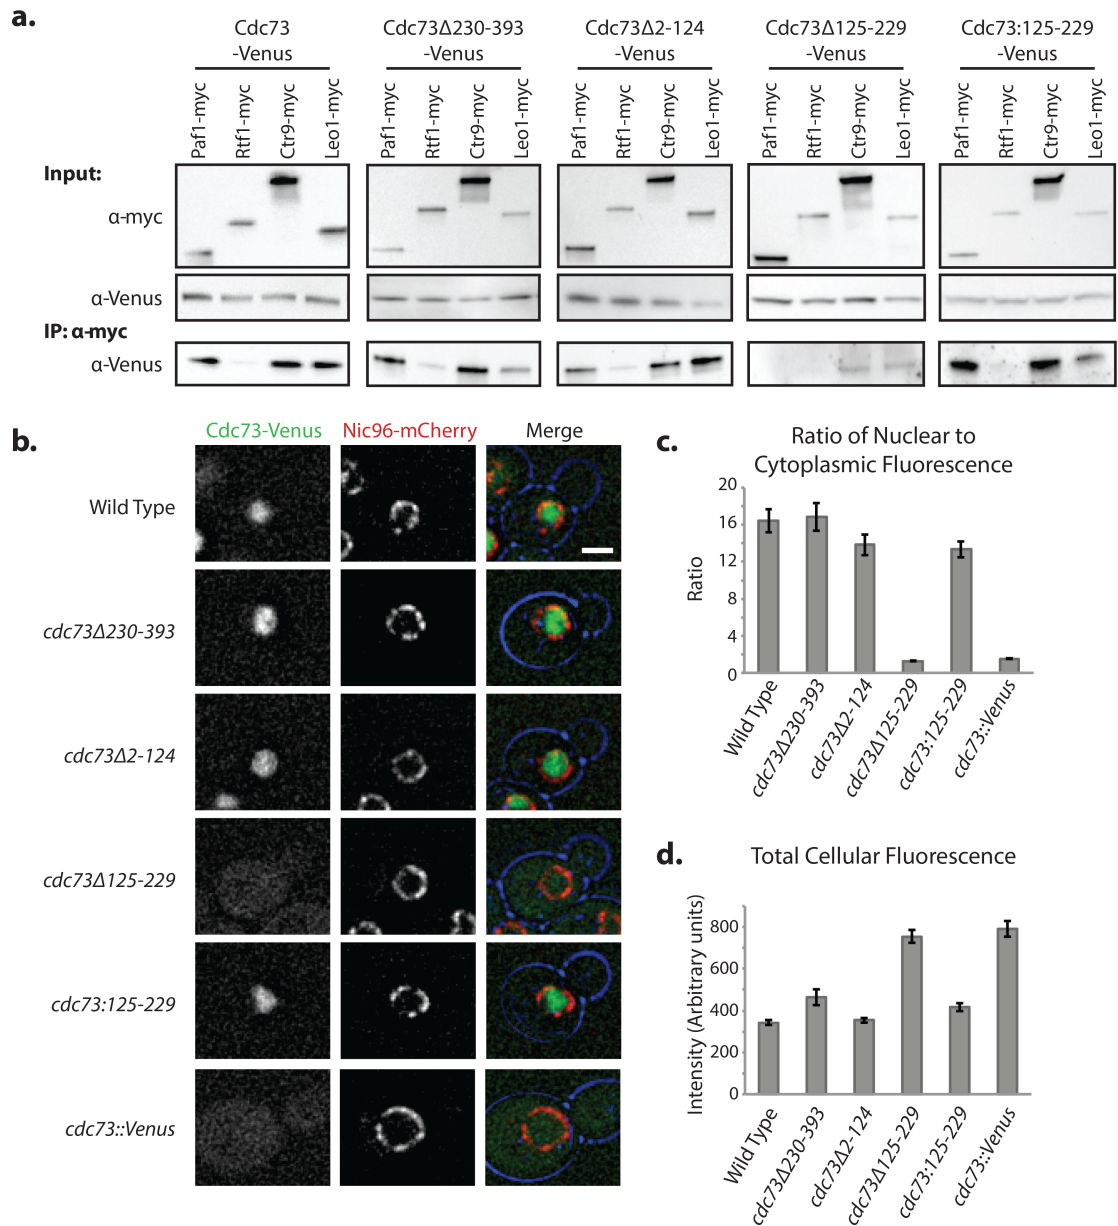 a.
Cdc73
-Venus
Cdc73Δ230-393
-Venus
Cdc73Δ2-124
-Venus
Cdc73Δ125-229
-Venus
Cdc73:125-229
-Venus
Paf1-myc
Rtf1-myc
Ctr9-myc
Leo1-myc
Paf1-myc
Rtf1-myc
Ctr9-myc
Leo1-myc
Paf1-myc
Rtf1-myc
Ctr9-myc
Leo1-myc
Paf1-myc
Rtf1-myc
Ctr9-myc
Leo1-myc
Paf1-myc
Rtf1-myc
Ctr9-myc
Leo1-myc
Input:
α-myc
α-Venus
IP: α-myc
α-Venus
b.
Cdc73-Venus
Nic96-mCherry
Merge
Wild Type
cdc73Δ230-393
cdc73Δ2-124
cdc73Δ125-229
cdc73:125-229
cdc73::Venus
c.
Ratio of Nuclear to
Cytoplasmic Fluorescence
Ratio
20
16
12
8
4
0
Wild Type
cdc73Δ230-393
cdc73Δ2-124
cdc73Δ125-229
cdc73:125-229
cdc73::Venus
d.
Total Cellular Fluorescence
Intensity (Arbitrary units)
800
600
400
200
0
Wild Type
cdc73Δ230-393
cdc73Δ2-124
cdc73Δ125-229
cdc73:125-229
cdc73::Venus